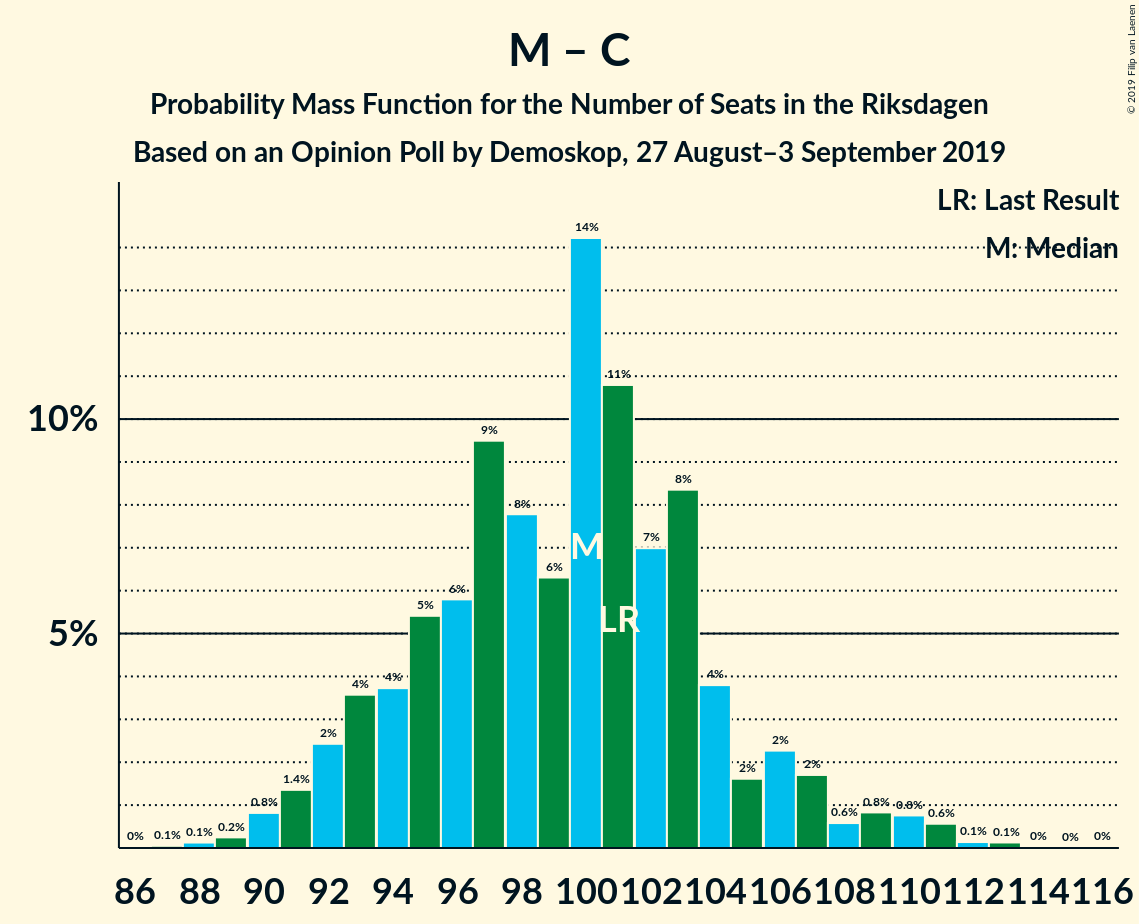 M – C
Probability Mass Function for the Number of Seats in the Riksdagen
Based on an Opinion Poll by Demoskop, 27 August–3 September 2019
© 2019 Filip van Laenen
LR: Last Result
M: Median
10%
5%
0% 0.1% 0.1% 0.2% 0.8% 1.4% 2% 4% 4% 5% 6% 9% 8% 6% 14% 11% 7% 8% 4% 2% 2% 2% 0.6% 0.8% 0.8% 0.6% 0.1% 0.1% 0% 0% 0%
M
LR
86 88 90 92 94 96 98 100 102 104 106 108 110 112 114 116